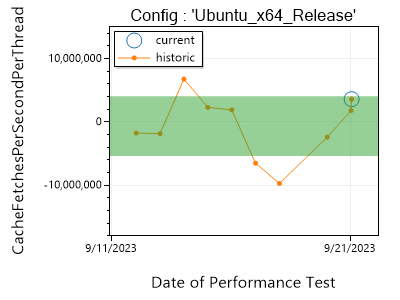 Config : 'Ubuntu_x64_Release'
current
historic
CacheFetchesPerSecondPerThread
10,000,000
0
-10,000,000
9/11/2023
9/21/2023
Date of Performance Test